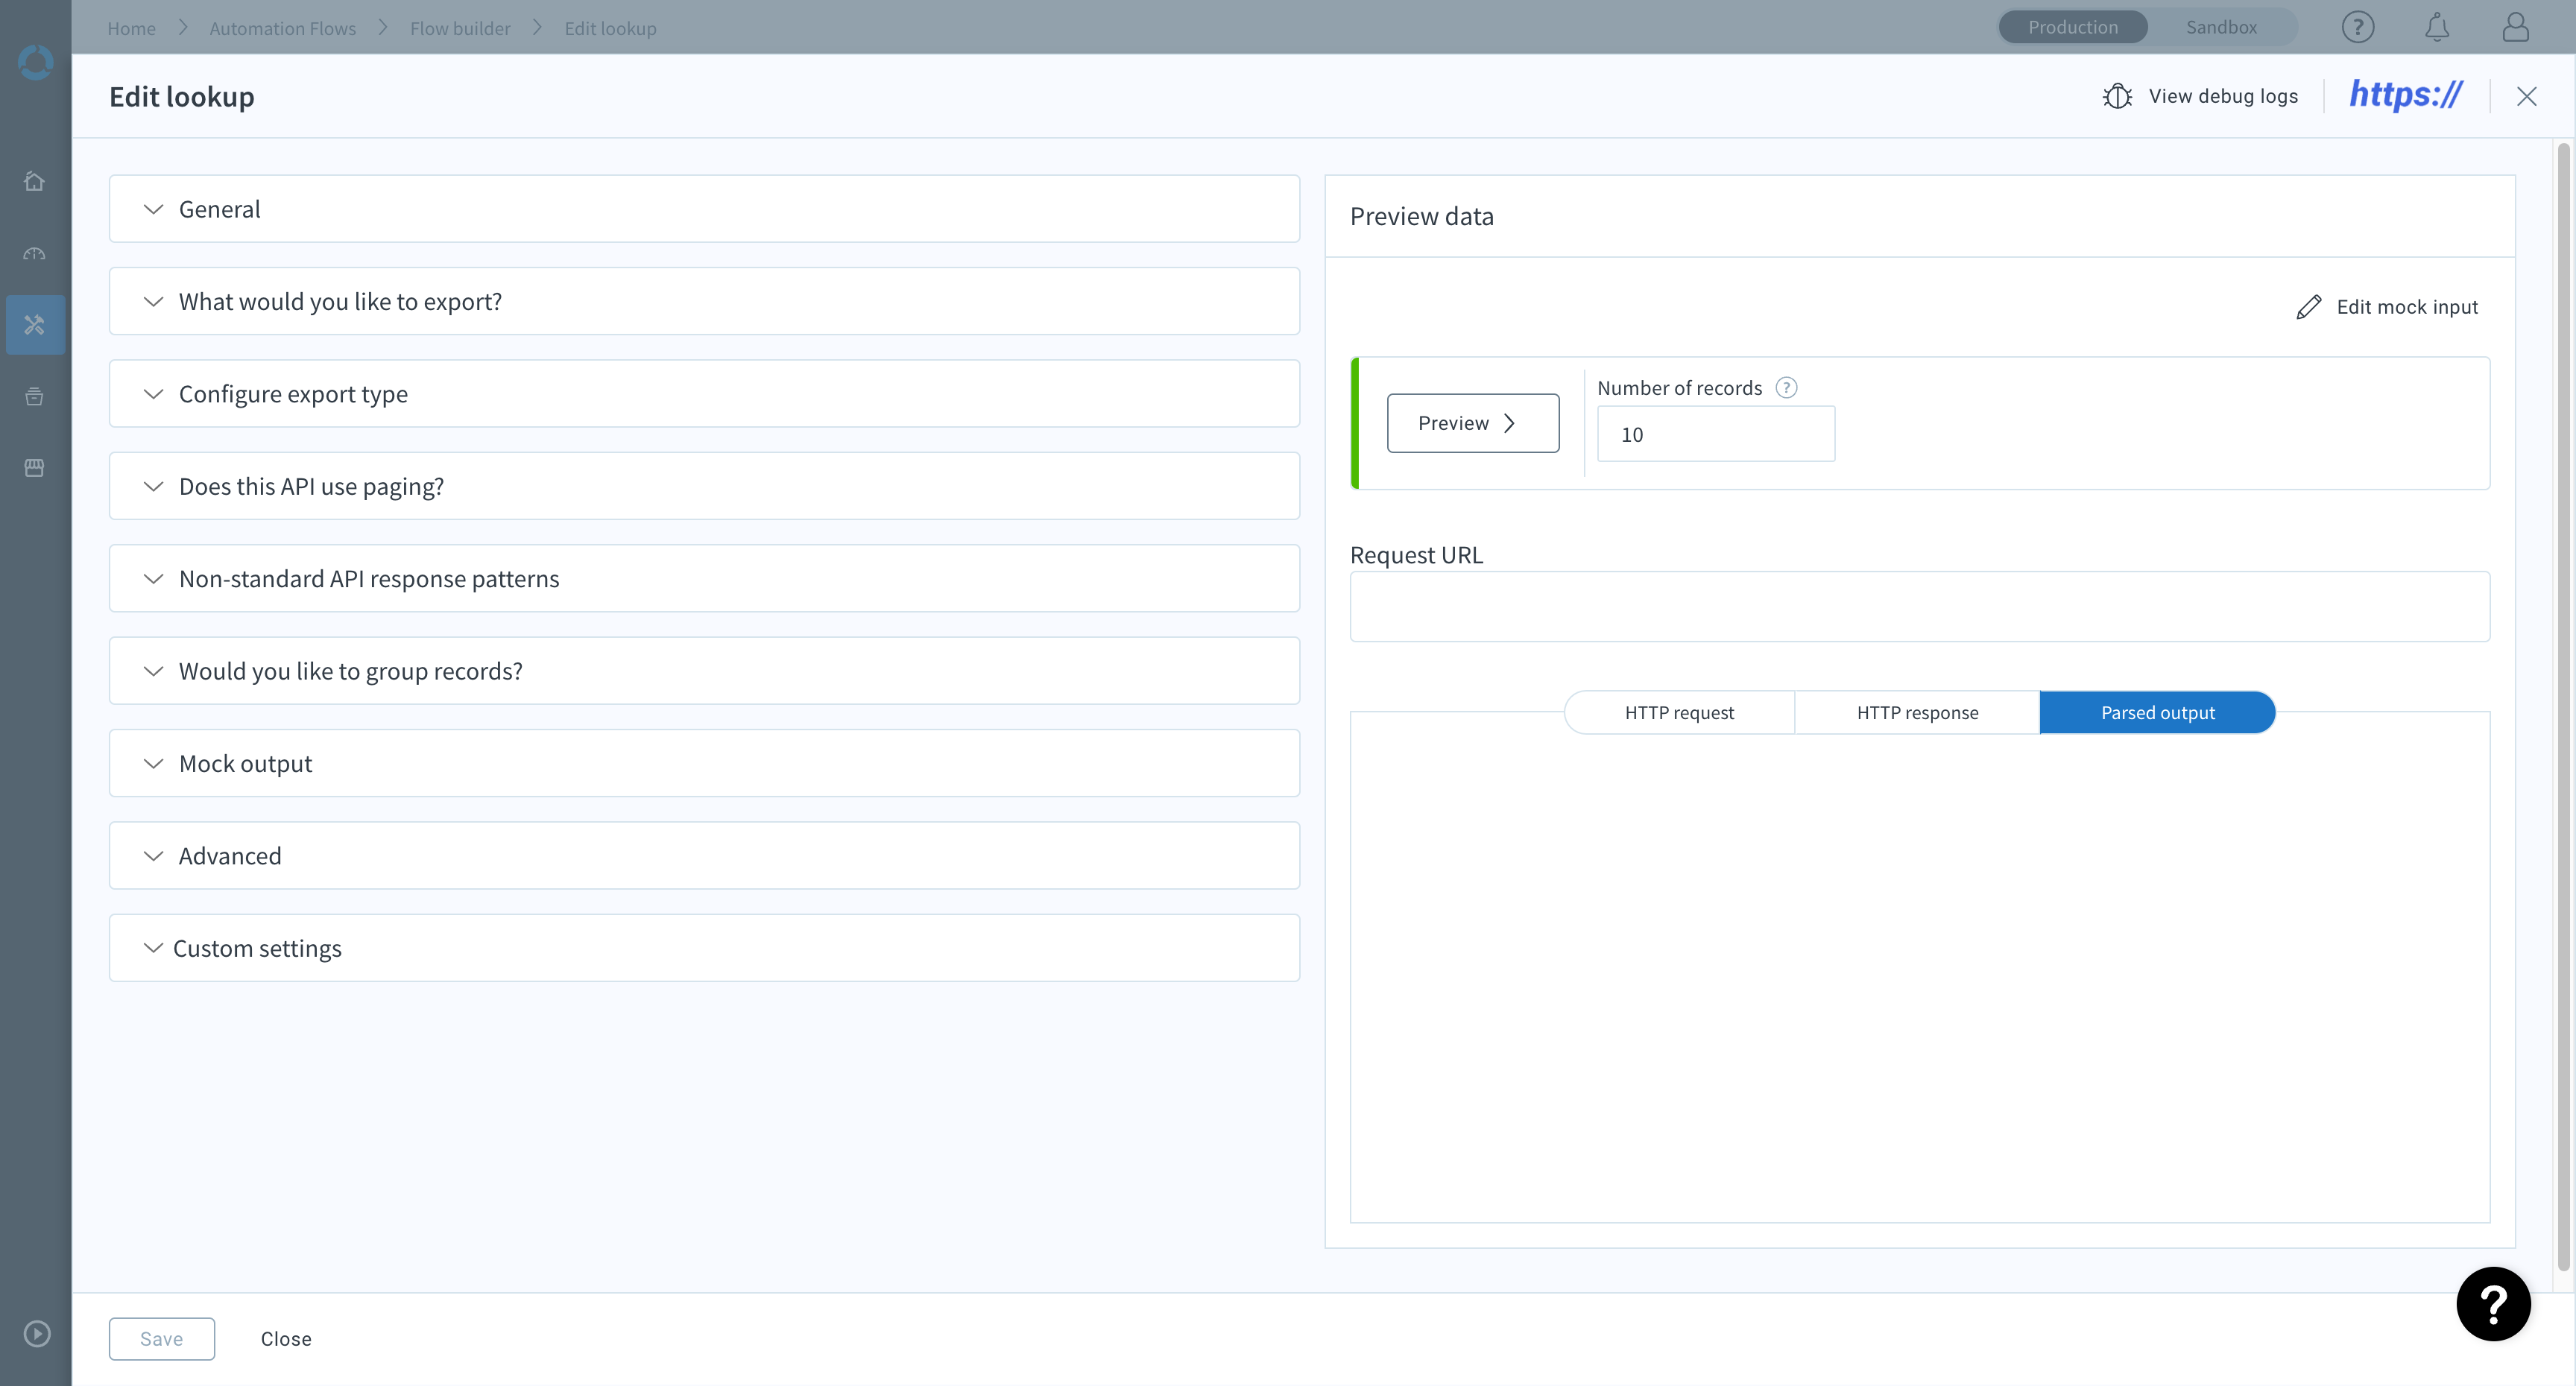 Home
Automation Flows
Flow builder
Edit lookup
Production
Sandbox
Edit lookup
View debug logs
https://
General
What would you like to export?
Configure export type
Does this API use paging?
Non-standard API response patterns
Would you like to group records?
Mock output
Advanced
Custom settings
Preview data
Edit mock input
Preview
Number of records
10
Request URL
HTTP request
HTTP response
Parsed output
Save
Close